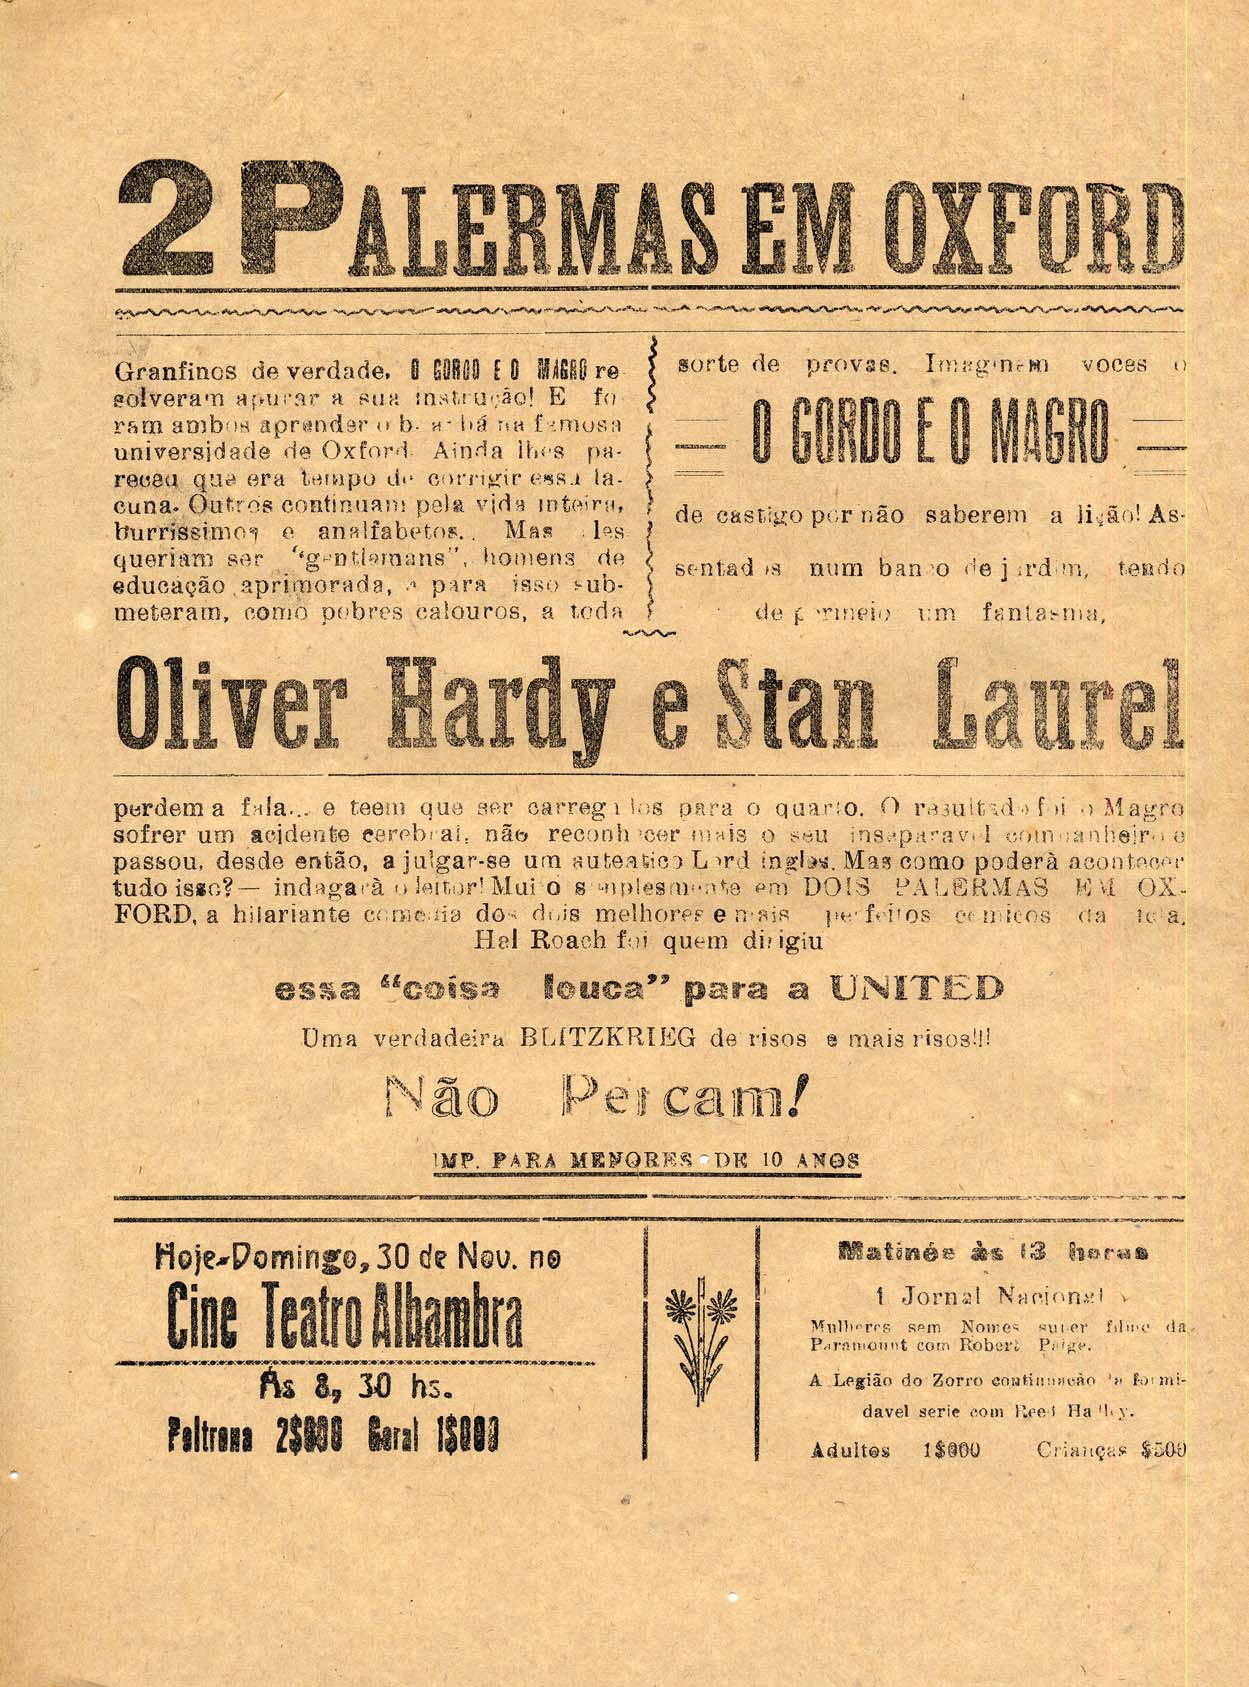 2 PALERMAS EM OXFORD
Granfinos de verdade, O GORDO E O MAGRO re
solveram apurar a sua instrução! E fo
ram ambos aprender o b-a-bá na famosa
universidade de Oxford. Ainda lhes pa-
receu que era tempo de corrigir essa la-
cuna. Outros continuam pela vida inteira,
burrissimos e analfabetos.. Mas les
queriam ser "gentlemans", homens de
educação aprimorada, e para isso sub-
meteram, como pobres calouros, a toda
sorte de provas. Imaginem voces o
O GORDO E O MAGRO
de castigo por não saberem a lição! As-
sentados num banco de jardim, tendo
de permeio um fantasma,
Oliver Hardy e Stan Laurel
perdem a fala... e teem que ser carregados para o quarto. O resultado foi o Magro
sofrer um acidente cerebral, não reconhecer mais o seu inseparavel companheiro e
passou, desde então, a julgar-se um autentico Lord ingles. Mas como poderà acontecer
tudo isso?— indagarà o leitor! Muito simplesmente em DOIS PALERMAS EM OX-
FORD, a hilariante comedia dos dois melhores e mais perfeitos comicos da tela.
Hal Roach foi quem dirigiu
essa "coisa louca" para a UNITED
Uma verdadeira BLITZKRIEG de risos e mais risos!!!
Não Percam!
IMP. PARA MENORES DE 10 ANOS
Hoje-Domingo, 30 de Nov. no
Cine Teatro Alhambra
Ás 8, 30 hs.
Poltrona 2$000 Geral 1$000
Matinée às 13 horas
1 Jornal Nacional
Mulheres sem Nomes super filme da
Paramount com Robert Paige.
A Legião do Zorro continuação da formi-
davel serie com Reed Hadley.
Adultos 1$000 Crianças $500